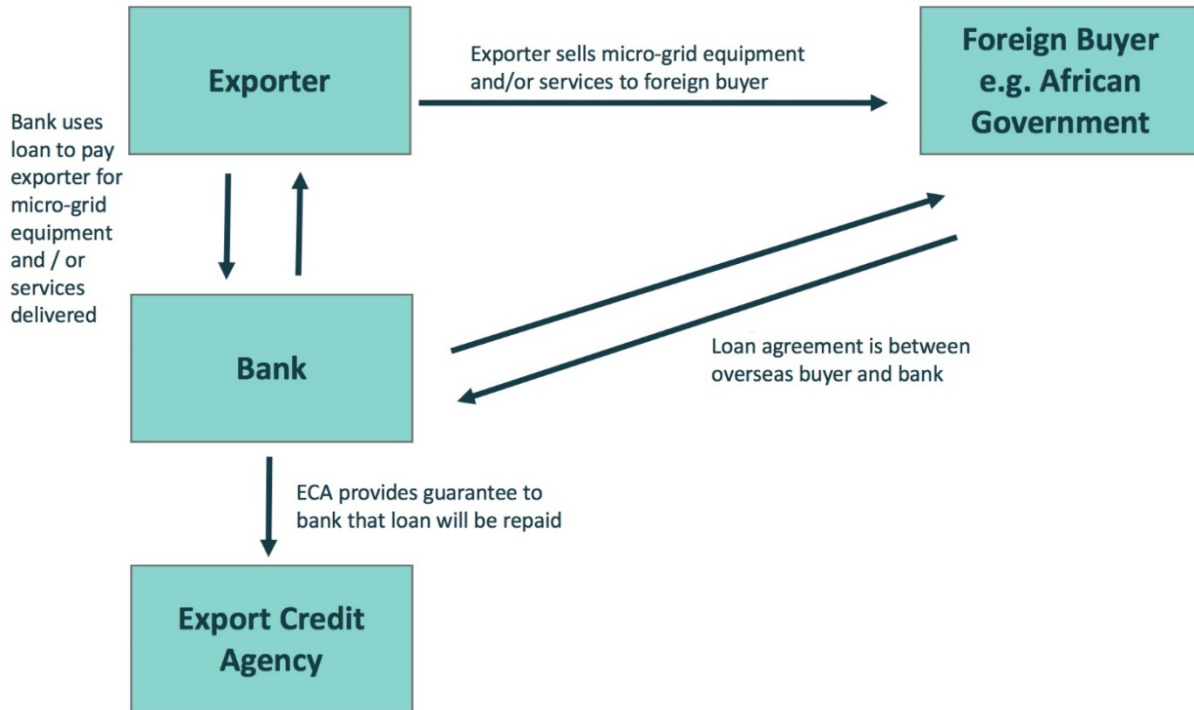 Exporter
Exporter sells micro-grid equipment
and/or services to foreign buyer
Foreign Buyer
e.g. African
Government
Bank uses
loan to pay
exporter for
micro-grid
equipment
and / or
services
delivered
Bank
Loan agreement is between
overseas buyer and bank
ECA provides guarantee to
bank that loan will be repaid
Export Credit
Agency